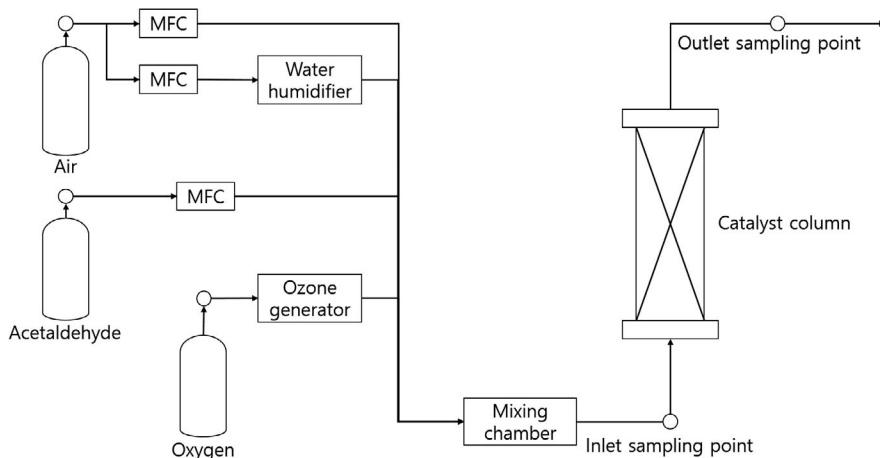 MFC
Outlet sampling point
MFC
Water
humidifier
Air
MFC
Catalyst column
Acetaldehyde
Ozone
generator
Oxygen
Mixing
chamber
Inlet sampling point